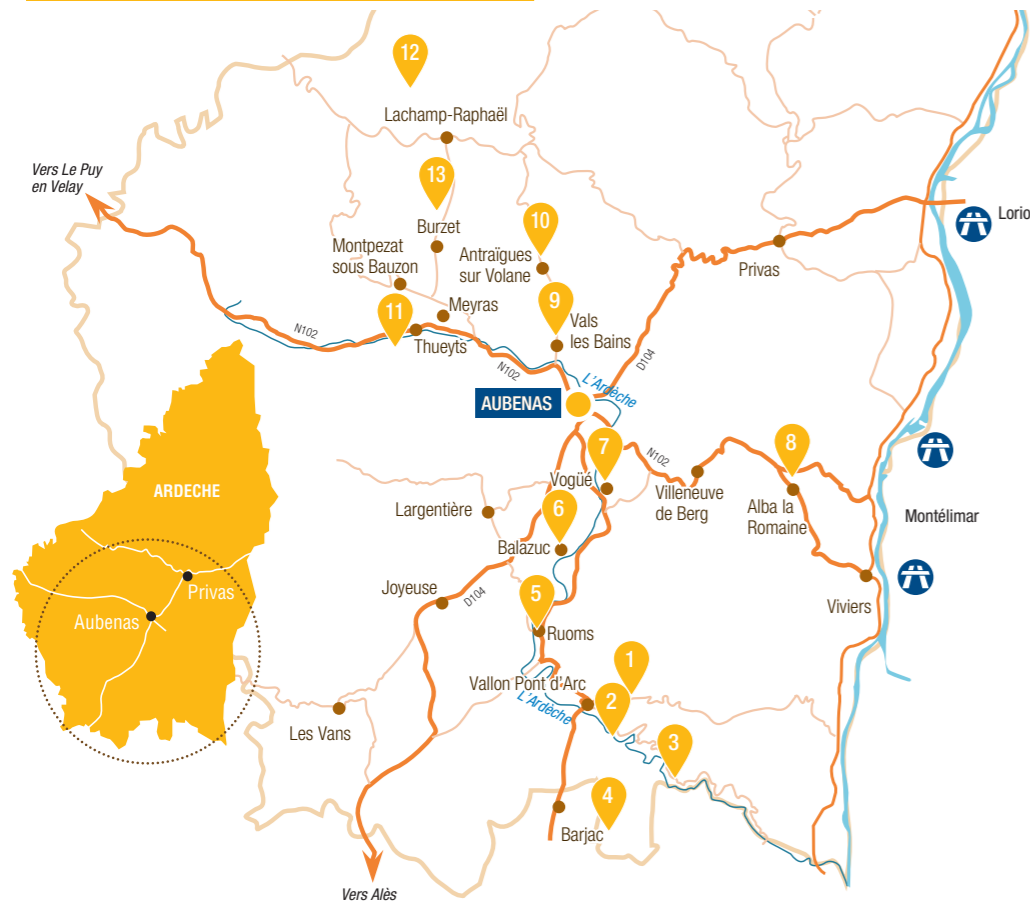 12
Lachamp-Raphaël
Vers Le Puy
en Velay
13
10
Lorio
Burzet
Montpezat
sous Bauzon
Antraïgues
sur Volane
Privas
9
Meyras
11
Vals
les Bains
N102
Thueyts
N102
D104
L'Ardèche
AUBENAS
7
8
N102
ARDECHE
Vogüé
Villeneuve
de Berg
Largentière
6
Alba la
Romaine
Montélimar
Balazuc
Privas
Joyeuse
D104
5
Viviers
Aubenas
Ruoms
1
Vallon Pont d'Arc
L'Ardèche
2
Les Vans
3
4
Barjac
Vers Alès